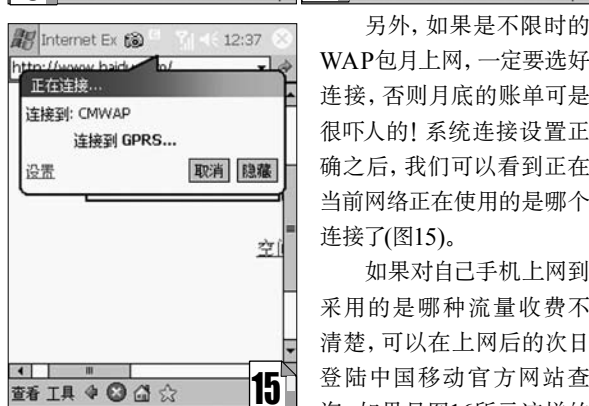 Internet Ex 12:37
http://www.baidu.com/
正在连接...
连接到: CMWAP
连接到 GPRS...
设置 取消 隐藏
空间
查看 工具
15
另外, 如果是不限时的
WAP包月上网, 一定要选好
连接, 否则月底的账单可是
很吓人的! 系统连接设置正
确之后, 我们可以看到正在
当前网络正在使用的是哪个
连接了(图15)。
如果对自己手机上网到
采用的是哪种流量收费不
清楚, 可以在上网后的次日
登陆中国移动官方网站查